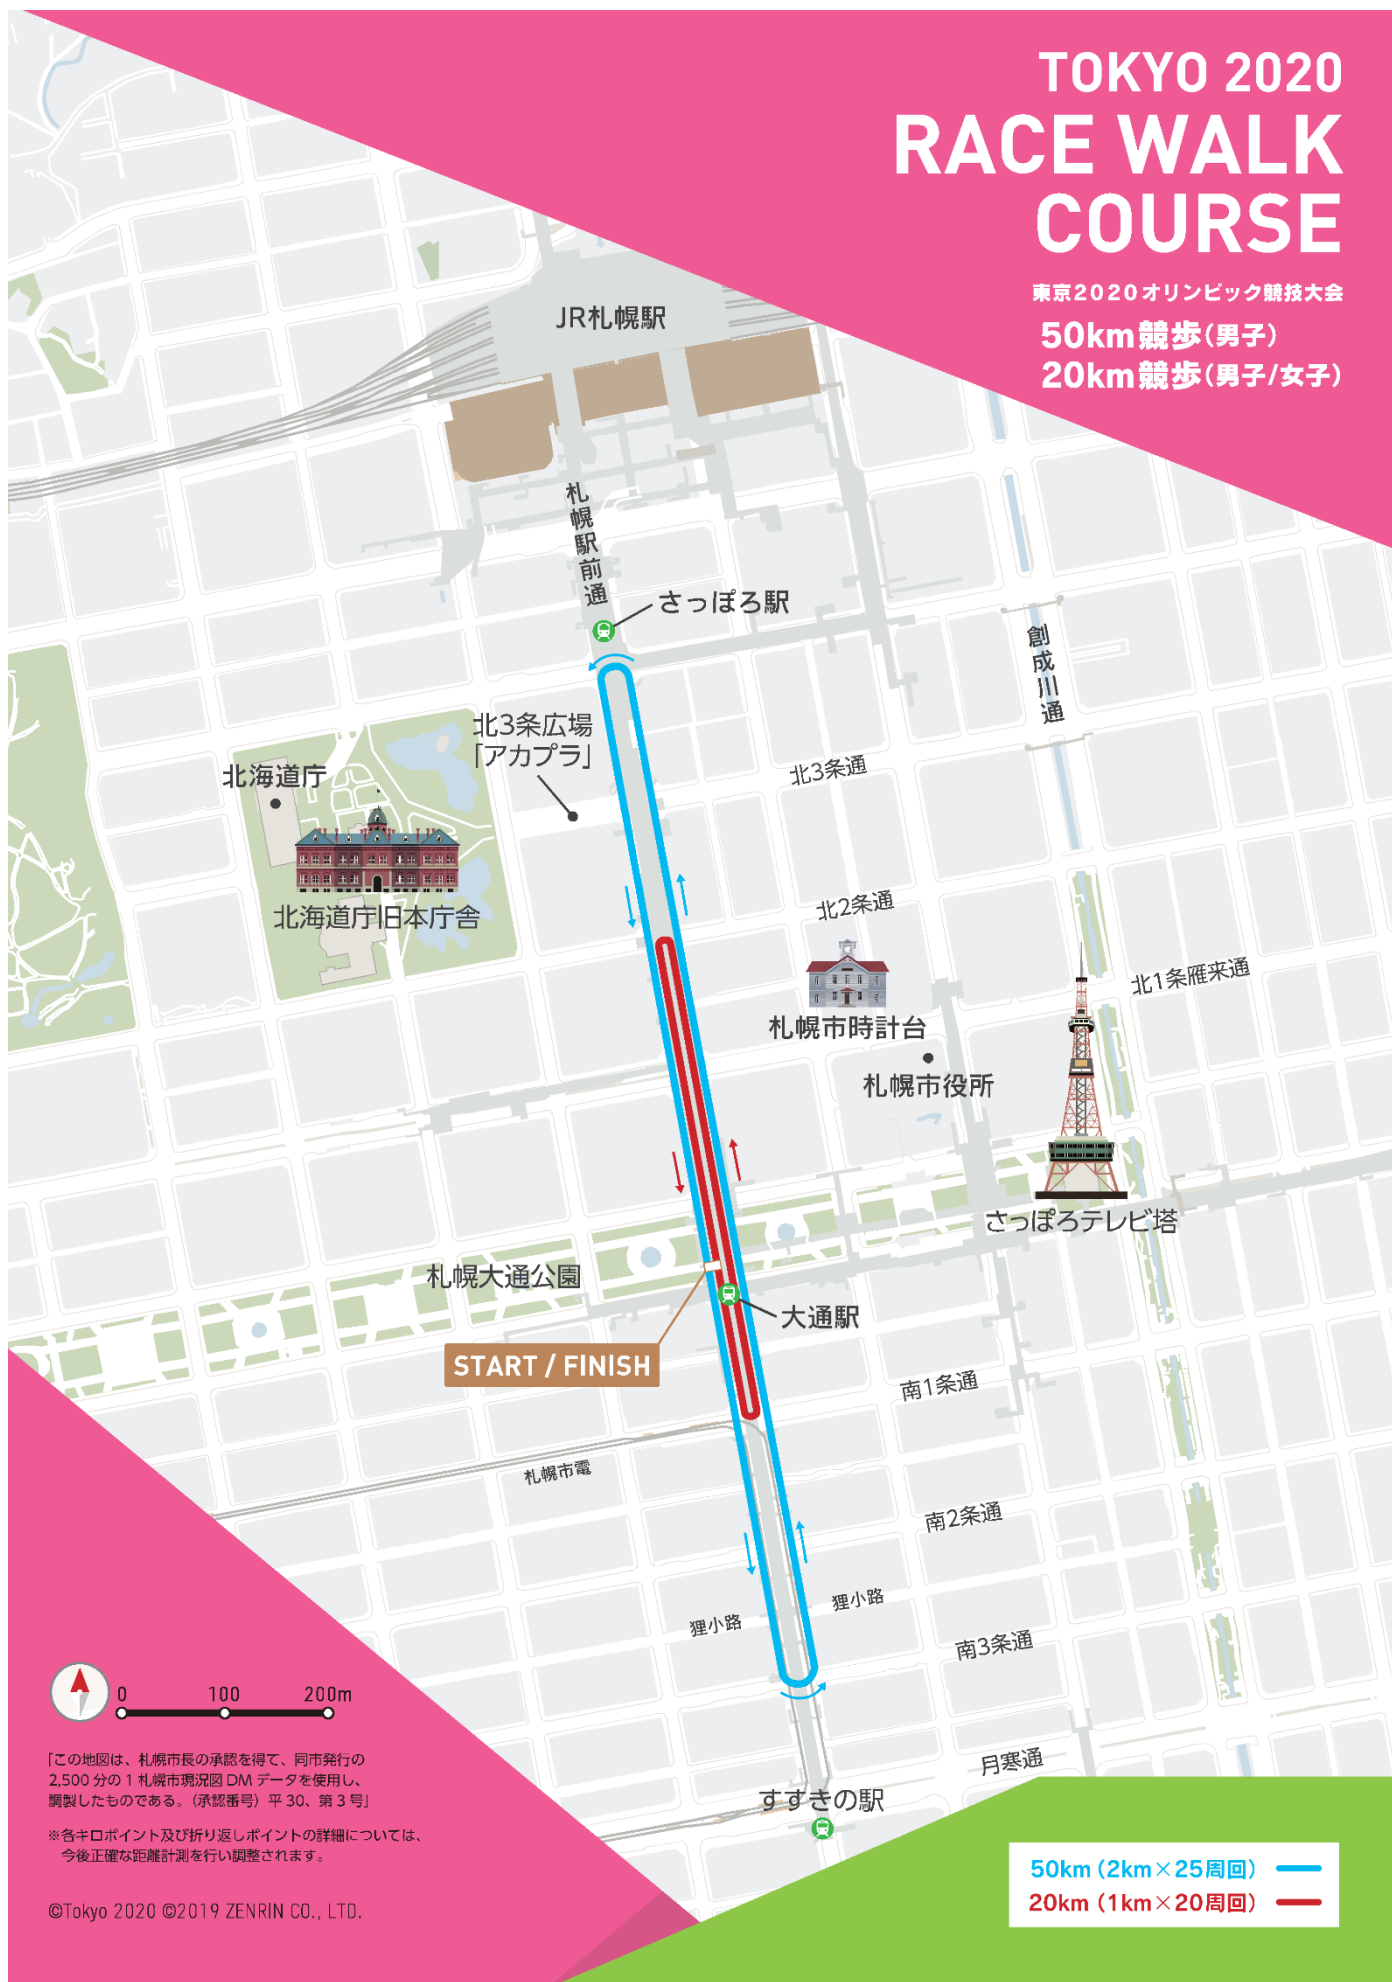 TOKYO 2020
RACE WALK
COURSE
東京2020オリンピック競技大会
50km競歩(男子)
20km競歩(男子/女子)
JR札幌駅
札幌駅前通
さっぽろ駅
創成川通
北3条広場
「アカプラ」
北3条通
北海道庁
北海道庁旧本庁舎
北2条通
北1条雁来通
札幌市時計台
札幌市役所
さっぽろテレビ塔
札幌大通公園
大通駅
START / FINISH
南1条通
札幌市電
南2条通
狸小路
狸小路
南3条通
月寒通
すすきの駅
0 100 200m
「この地図は、札幌市長の承認を得て、同市発行の
2,500 分の 1 札幌市現況図 DM データを使用し、
調製したものである。(承認番号) 平 30、第 3 号」
※各キロポイント及び折り返しポイントの詳細については、
今後正確な距離計測を行い調整されます。
©Tokyo 2020 ©2019 ZENRIN CO., LTD.
50km (2km×25周回)
20km (1km×20周回)